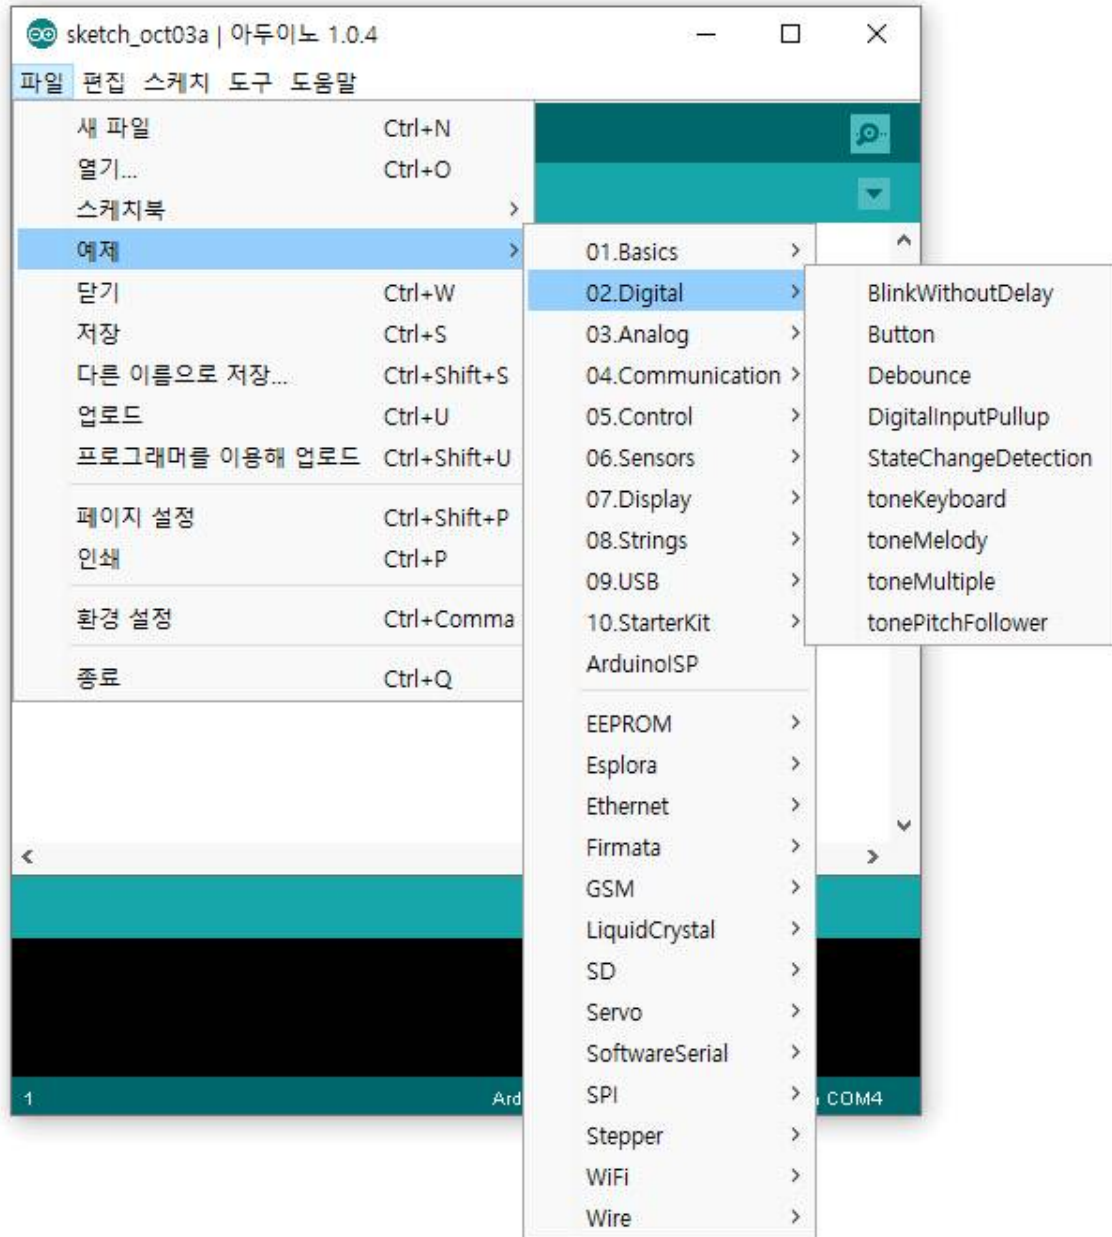 sketch_oct03a | 아두이노 1.0.4
파일 편집 스케치 도구 도움말
새 파일 Ctrl+N
열기... Ctrl+O
스케치북
예제
닫기 Ctrl+W
저장 Ctrl+S
다른 이름으로 저장... Ctrl+Shift+S
업로드 Ctrl+U
프로그래머를 이용해 업로드 Ctrl+Shift+U
페이지 설정 Ctrl+Shift+P
인쇄 Ctrl+P
환경 설정 Ctrl+Comma
종료 Ctrl+Q
01.Basics
02.Digital
03.Analog
04.Communication
05.Control
06.Sensors
07.Display
08.Strings
09.USB
10.StarterKit
ArduinoISP
EEPROM
Esplora
Ethernet
Firmata
GSM
LiquidCrystal
SD
Servo
SoftwareSerial
SPI
Stepper
WiFi
Wire
BlinkWithoutDelay
Button
Debounce
DigitalInputPullup
StateChangeDetection
toneKeyboard
toneMelody
toneMultiple
tonePitchFollower
1 Ard COM4